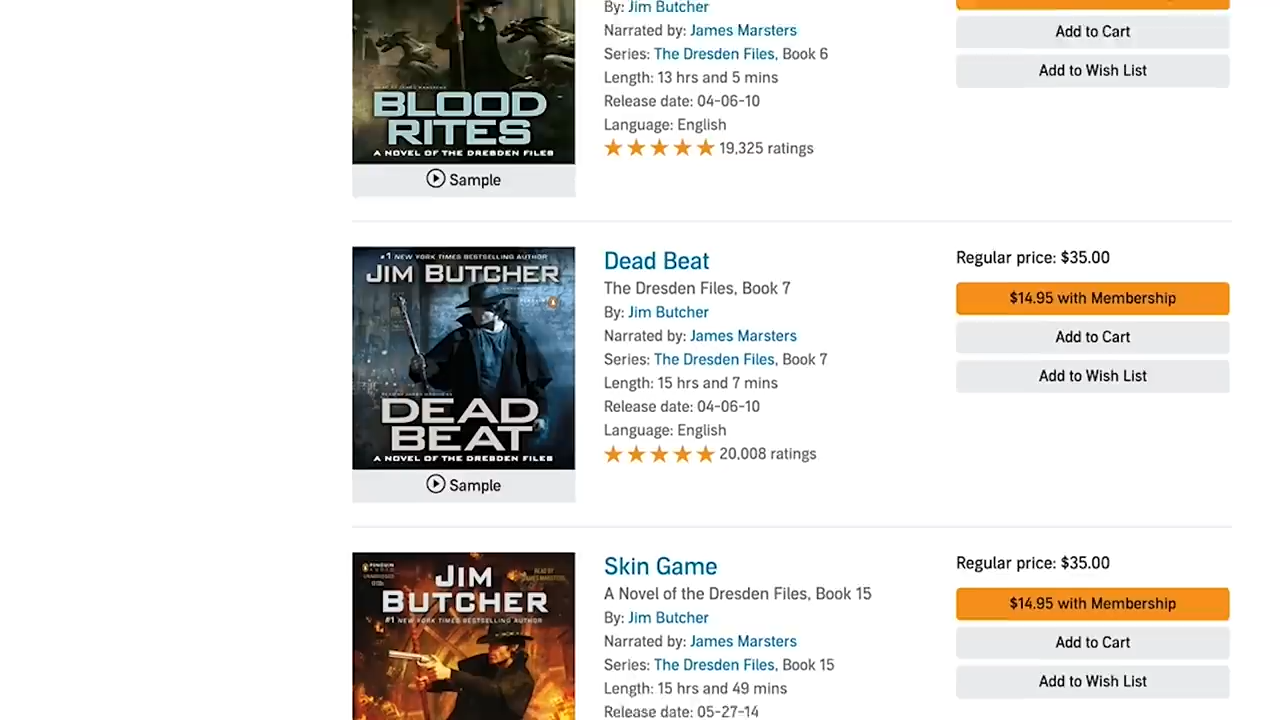 By: Jim Butcher
Narrated by: James Marsters
Series: The Dresden Files, Book 6
Length: 13 hrs and 5 mins
Release date: 04-06-10
Language: English
19,325 ratings
Add to Cart
Add to Wish List
BLOOD
RITES
A NOVEL OF THE DRESDEN FILES
Sample
#1 NEW YORK TIMES BESTSELLING AUTHOR
JIM BUTCHER
DEAD
BEAT
A NOVEL OF THE DRESDEN FILES
Sample
Dead Beat
The Dresden Files, Book 7
By: Jim Butcher
Narrated by: James Marsters
Series: The Dresden Files, Book 7
Length: 15 hrs and 7 mins
Release date: 04-06-10
Language: English
20,008 ratings
Regular price: $35.00
$14.95 with Membership
Add to Cart
Add to Wish List
PENGUIN
AUDIO
UNABRIDGED
READ BY
JAMES MARSTERS
JIM
BUTCHER
#1 NEW YORK TIMES BESTSELLING AUTHOR
Skin Game
A Novel of the Dresden Files, Book 15
By: Jim Butcher
Narrated by: James Marsters
Series: The Dresden Files, Book 15
Length: 15 hrs and 49 mins
Release date: 05-27-14
Regular price: $35.00
$14.95 with Membership
Add to Cart
Add to Wish List